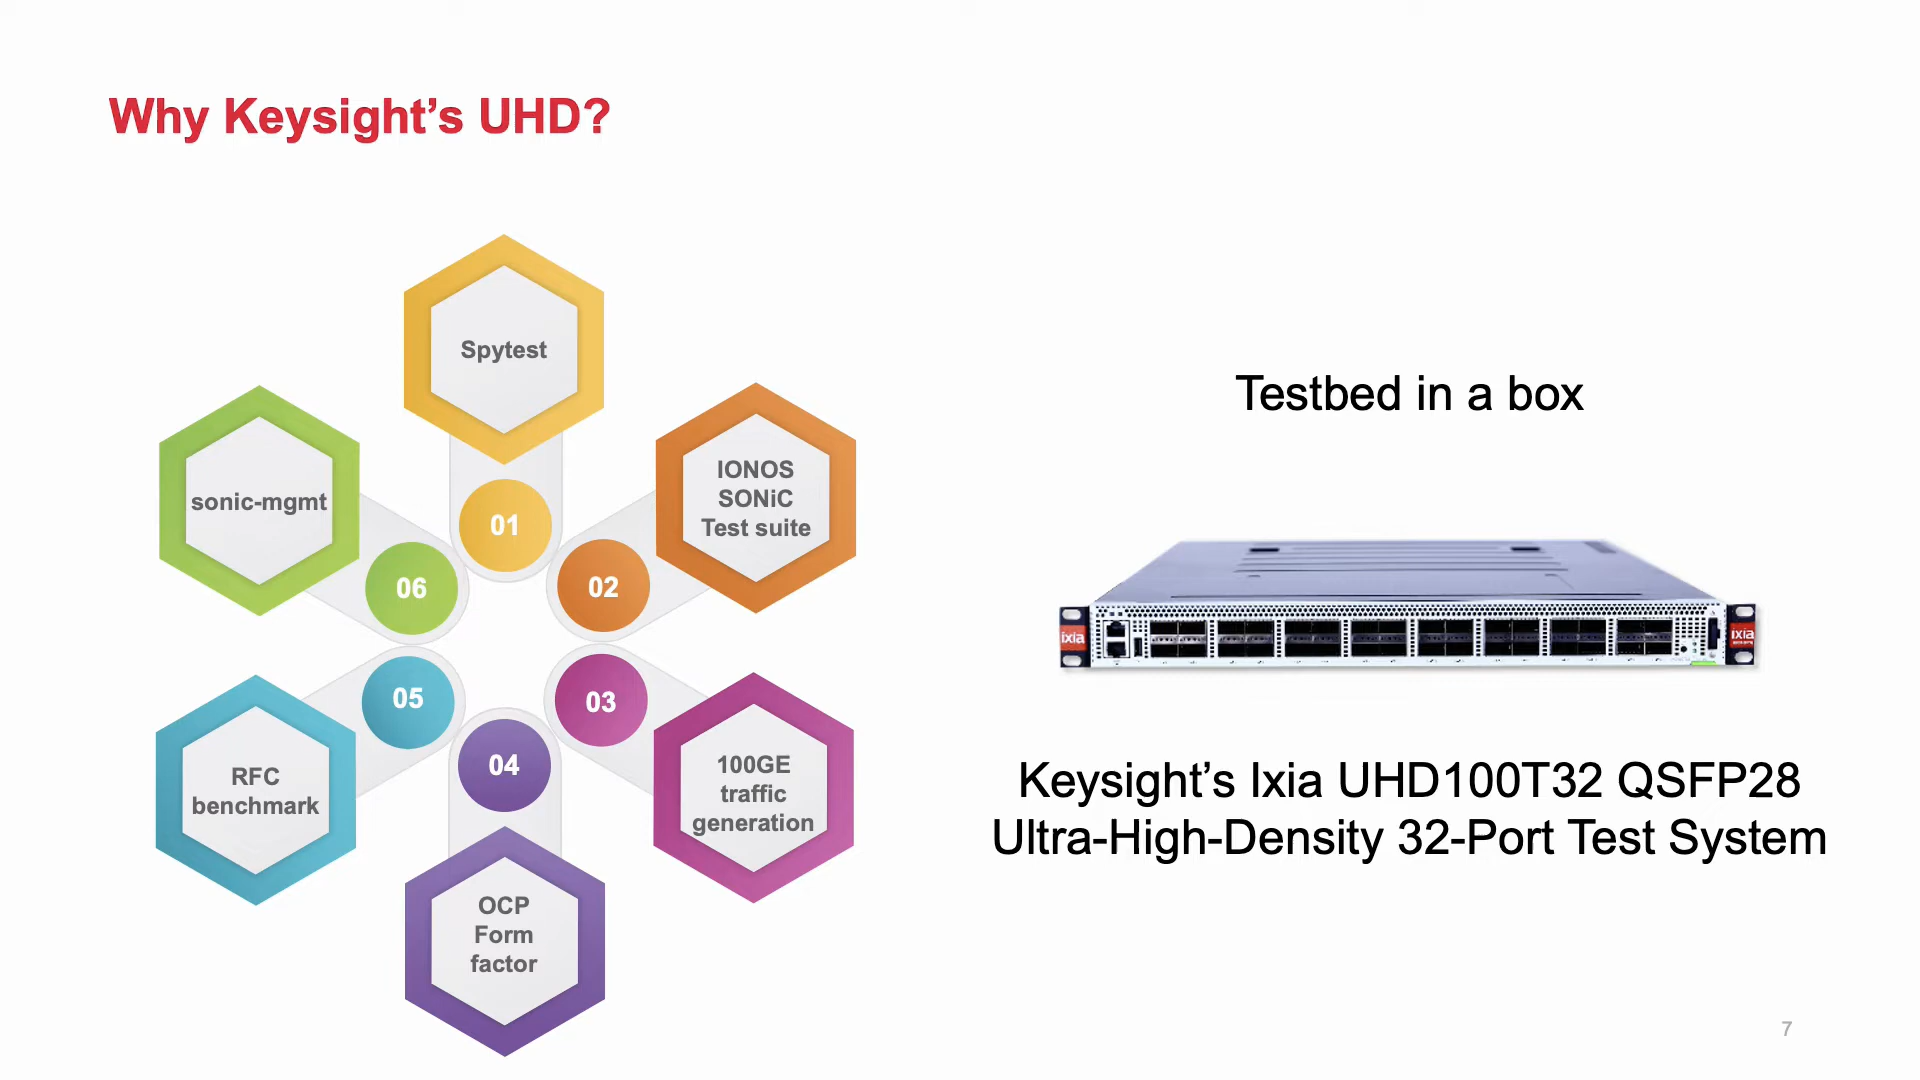 Why Keysight’s UHD?
Spytest
01
IONOS
SONiC
Test suite
02
100GE
traffic
generation
03
OCP
Form
factor
04
RFC
benchmark
05
sonic-mgmt
06
Testbed in a box
ixia
ixia
Keysight’s Ixia UHD100T32 QSFP28
Ultra-High-Density 32-Port Test System
7